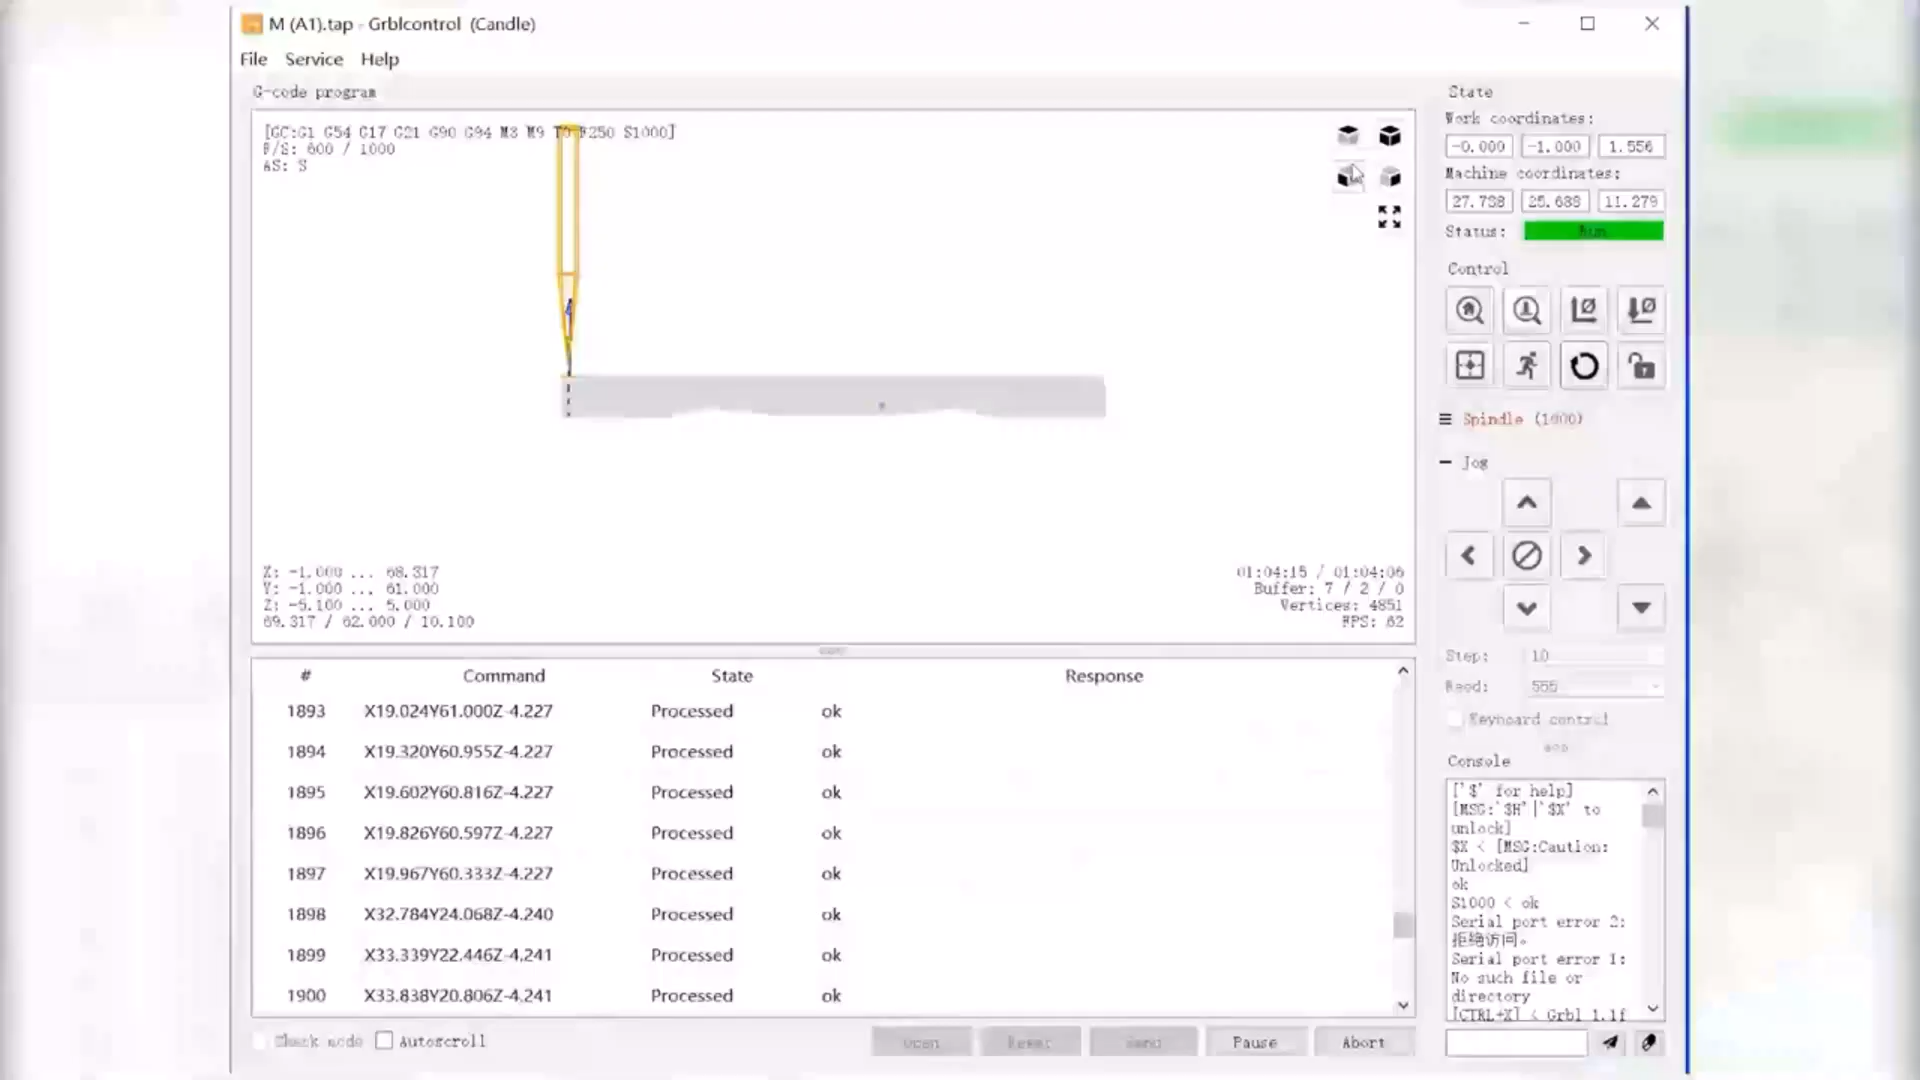 M (A1).tap - Grblcontrol (Candle)
File Service Help
G-code program
[GC:G1 G54 G17 G21 G90 G94 M3 M9 T0 F250 S1000]
F/S: 600 / 1000
AS: S
X: -1.000 ... 68.317
Y: -1.000 ... 61.000
Z: -5.100 ... 5.000
69.317 / 62.000 / 10.100
01:04:15 / 01:04:06
Buffer: 7 / 2 / 0
Vertices: 4851
FPS: 62
# Command State Response
1893 X19.024Y61.000Z-4.227 Processed ok
1894 X19.320Y60.955Z-4.227 Processed ok
1895 X19.602Y60.816Z-4.227 Processed ok
1896 X19.826Y60.597Z-4.227 Processed ok
1897 X19.967Y60.333Z-4.227 Processed ok
1898 X32.784Y24.068Z-4.240 Processed ok
1899 X33.339Y22.446Z-4.241 Processed ok
1900 X33.838Y20.806Z-4.241 Processed ok
Check mode Autoscroll
Open Reset Send Pause Abort
State
Work coordinates:
-0.000 -1.000 1.556
Machine coordinates:
27.738 25.688 11.279
Status: Run
Control
Spindle (1000)
Jog
Step: 10
Feed: 555
Keyboard control
Console
['$' for help]
[MSG:'$H'|'$X' to
unlock]
$X < [MSG:Caution:
Unlocked]
ok
S1000 < ok
Serial port error 2:
拒绝访问。
Serial port error 1:
No such file or
directory
[CTRL+X] < Grbl 1.1f